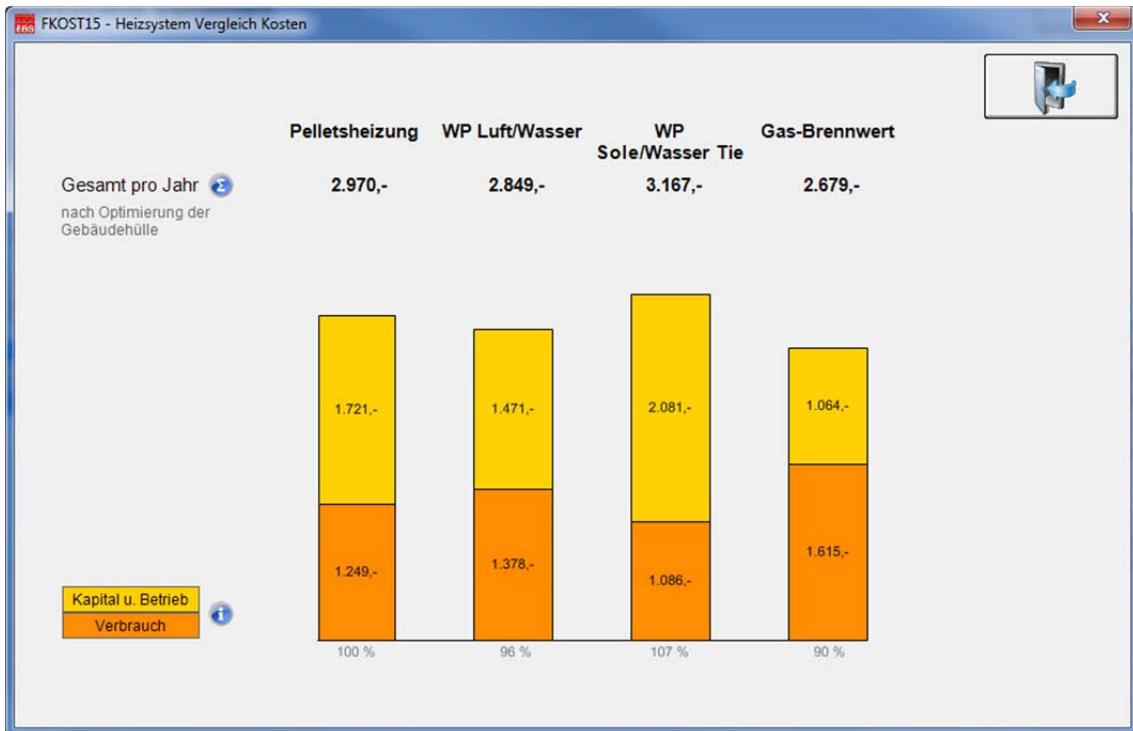 FKOST15 - Heizsystem Vergleich Kosten
Pelletsheizung WP Luft/Wasser WP Gas-Brennwert
Sole/Wasser Tie
Gesamt pro Jahr Σ 2.970,- 2.849,- 3.167,- 2.679,-
nach Optimierung der
Gebäudehülle
1.721,- 1.471,- 2.081,- 1.064,-
1.249,- 1.378,- 1.086,- 1.615,-
Kapital u. Betrieb
Verbrauch
100 % 96 % 107 % 90 %